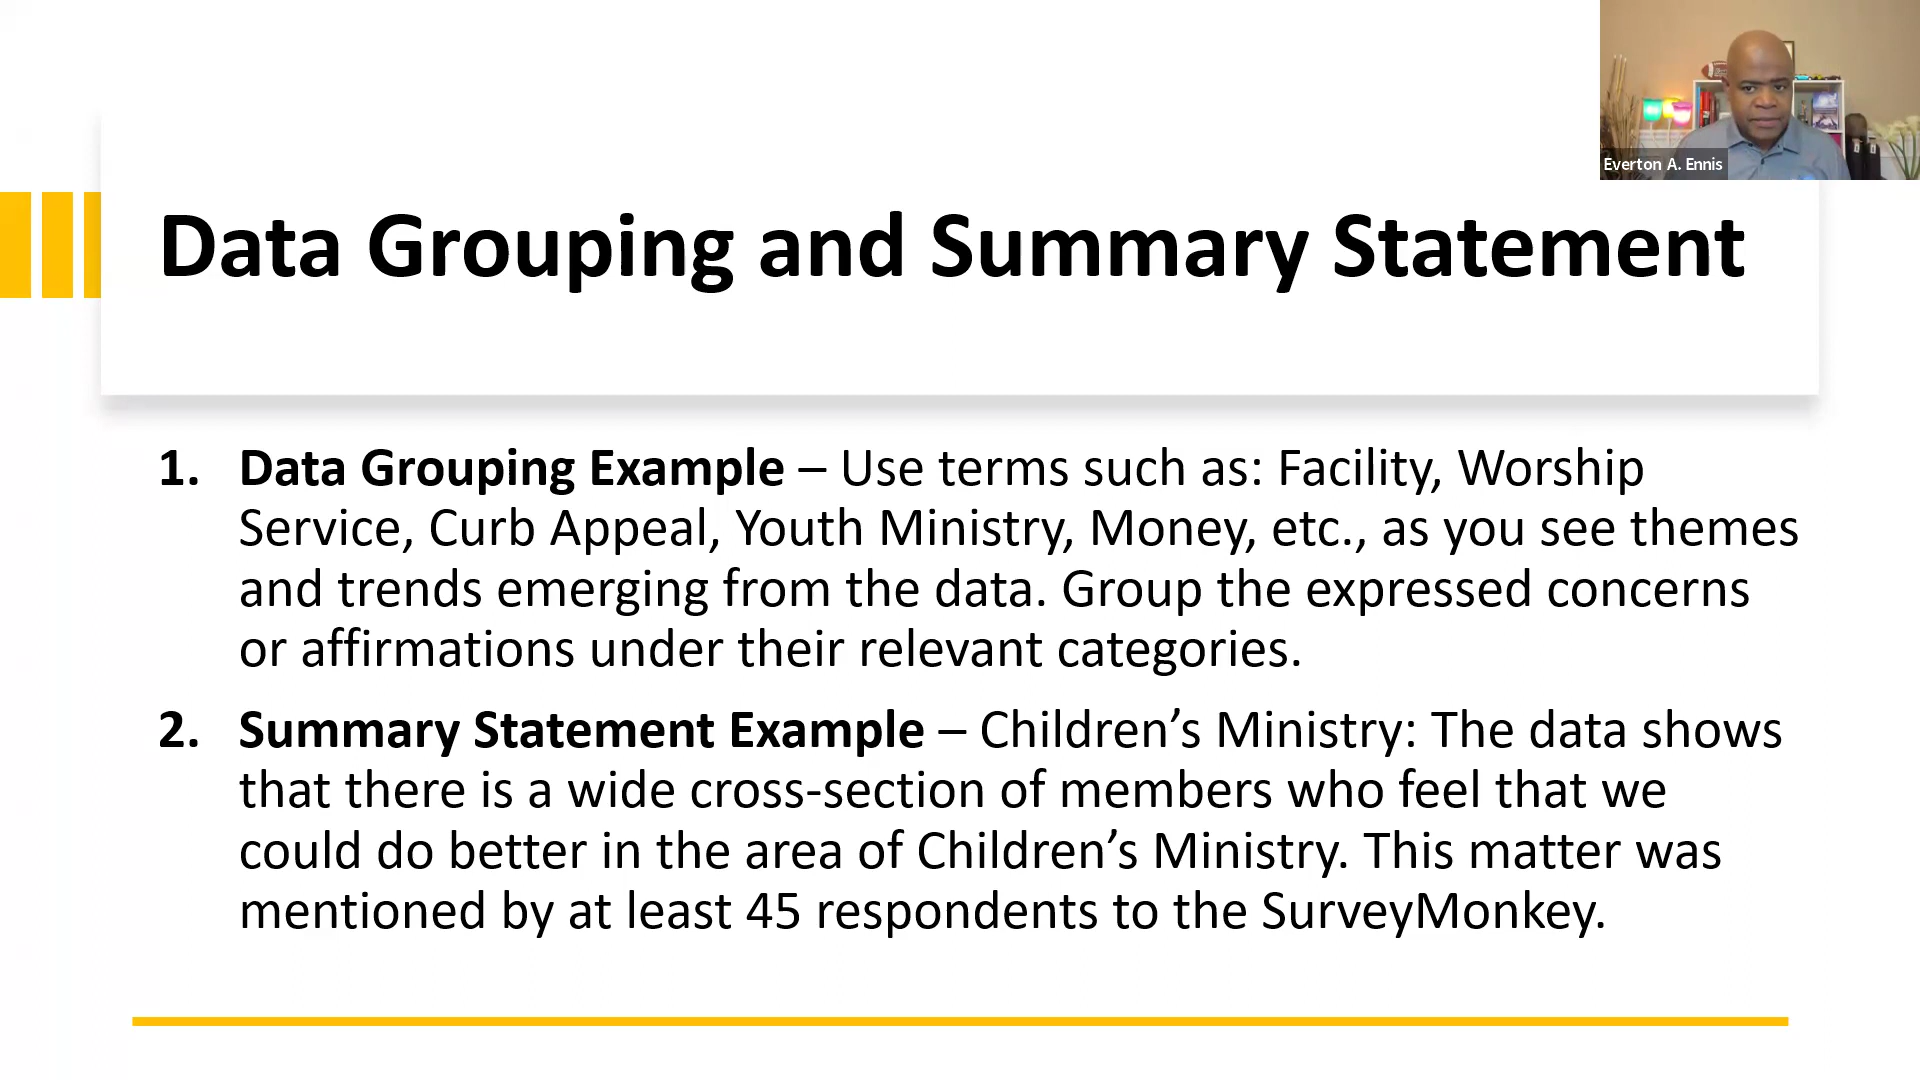 Everton A. Ennis
Data Grouping and Summary Statement
1. Data Grouping Example – Use terms such as: Facility, Worship
Service, Curb Appeal, Youth Ministry, Money, etc., as you see themes
and trends emerging from the data. Group the expressed concerns
or affirmations under their relevant categories.
2. Summary Statement Example – Children’s Ministry: The data shows
that there is a wide cross-section of members who feel that we
could do better in the area of Children’s Ministry. This matter was
mentioned by at least 45 respondents to the SurveyMonkey.